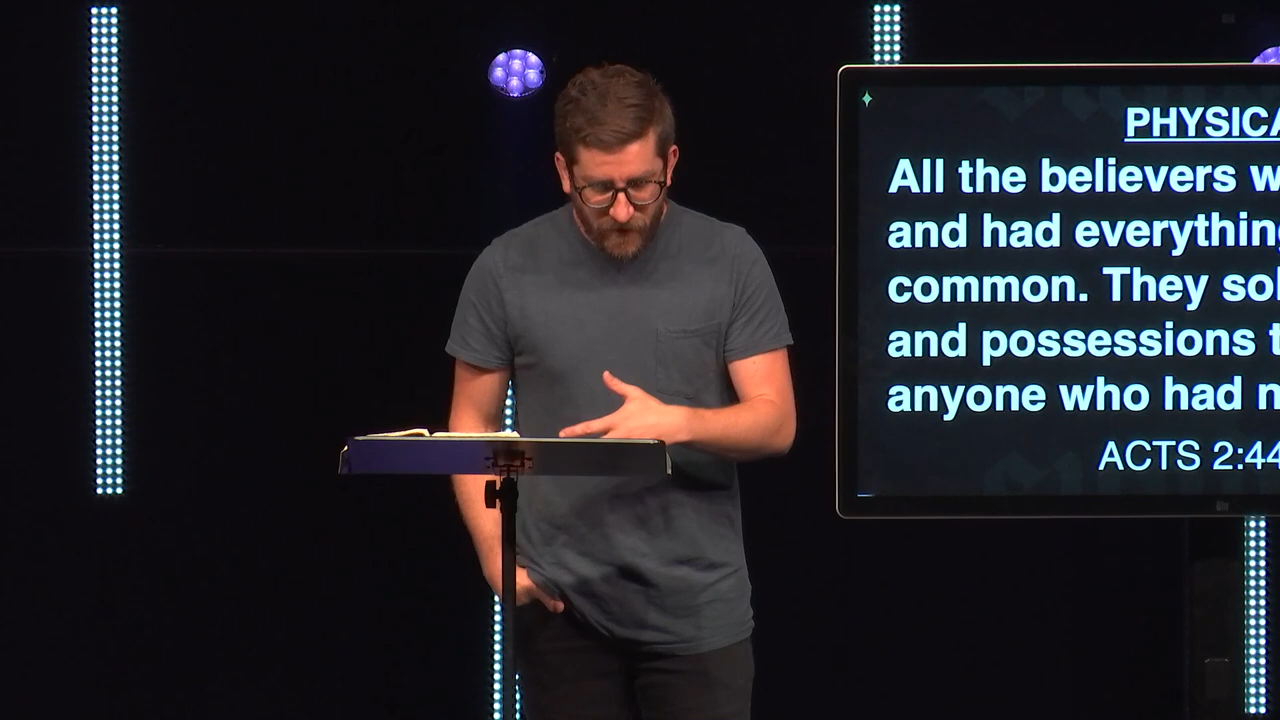 PHYSICA
All the believers w
and had everything
common. They sol
and possessions t
anyone who had n
ACTS 2:44